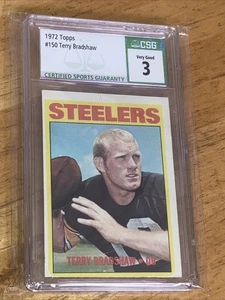 1972 Topps
#150 Terry Bradshaw
CSG
Very Good
3
CERTIFIED SPORTS GUARANTY
STEELERS
TERRY BRADSHAW • QB